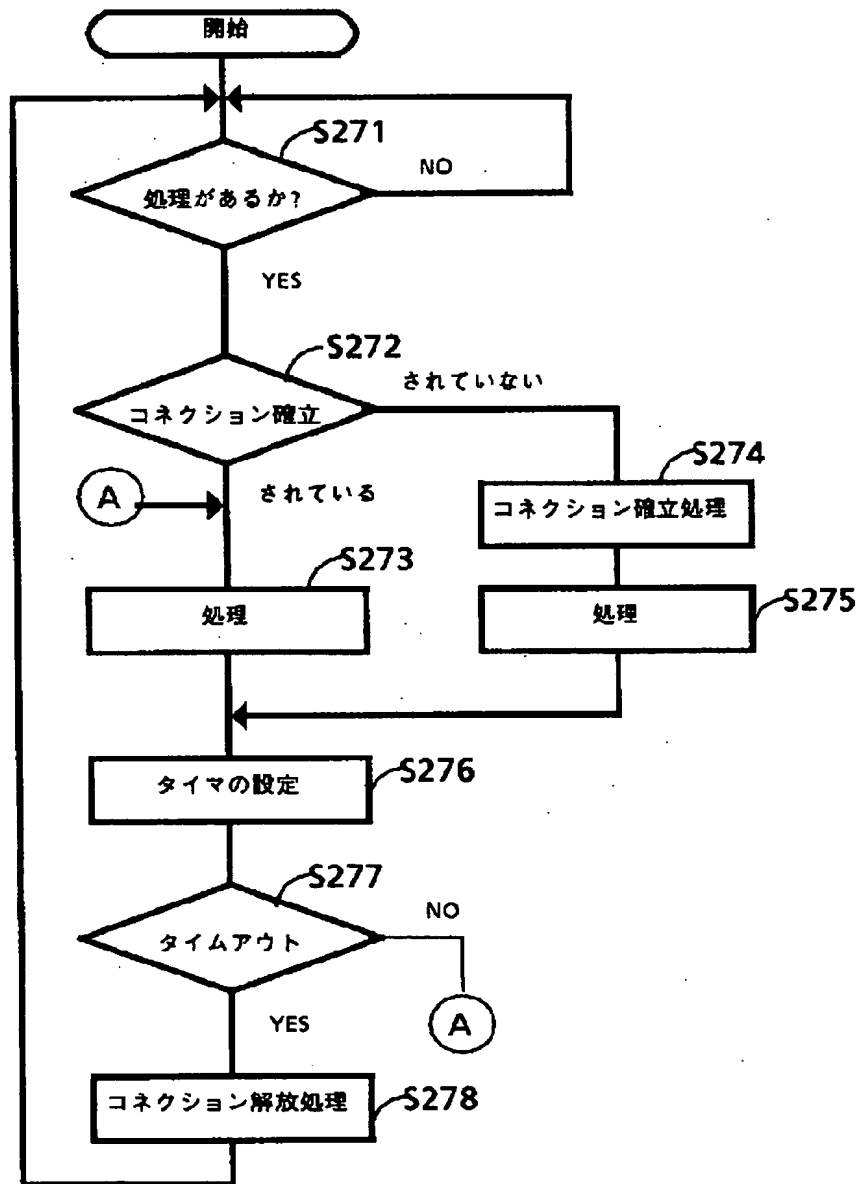 開始
S271
処理があるか?
NO
YES
S272
コネクション確立
されていない
A
されている
S274
コネクション確立処理
S273
処理
S275
処理
S276
タイマの設定
S277
タイムアウト
NO
YES
A
コネクション解放処理
S278